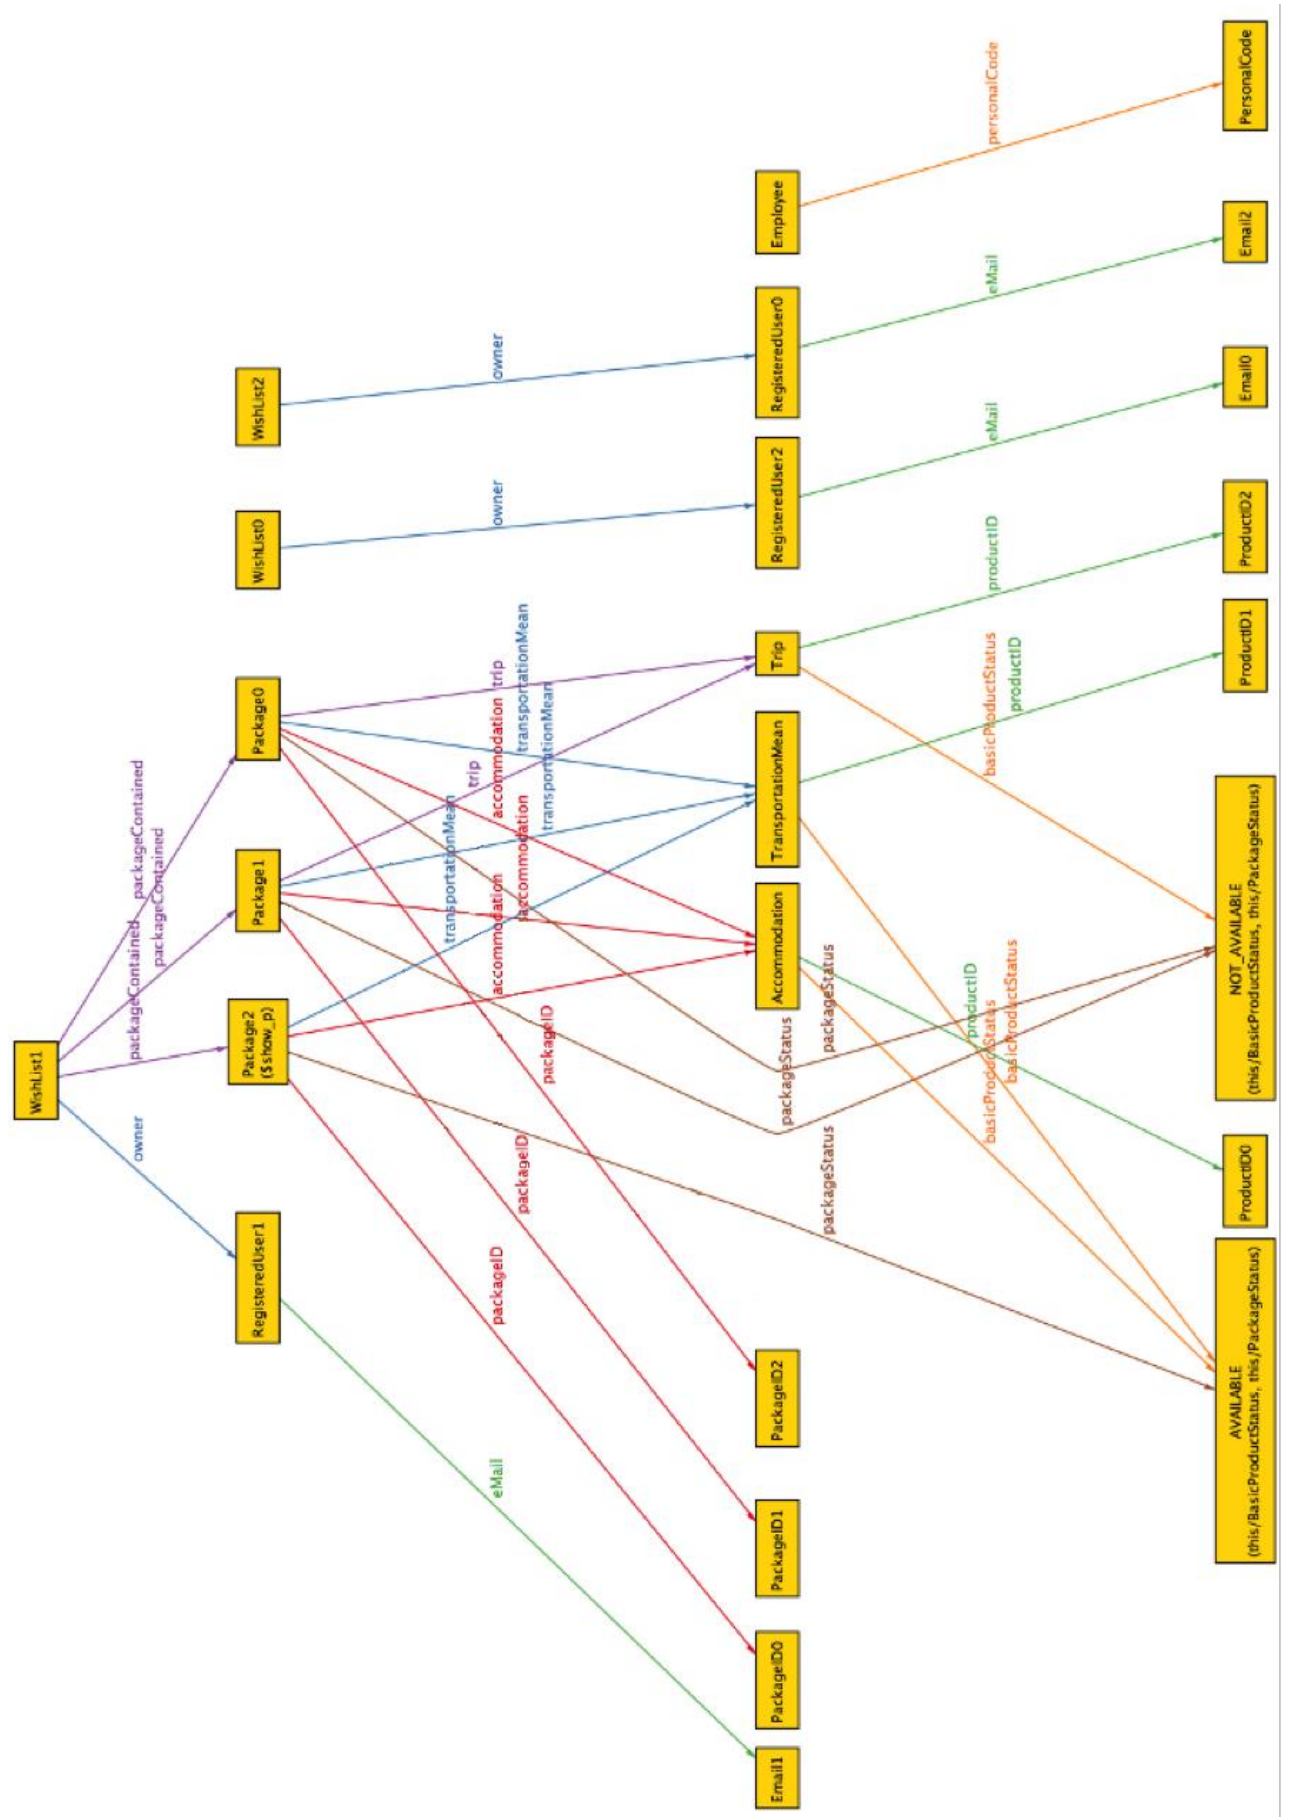 WishList1
owner
packageContained
packageContained
packageContained
RegisteredUser1
Package2
($show_p)
Package1
Package0
WishList0
WishList2
eMail
packageID
packageID
packageID
accommodation
transportationMean
accommodation
trip
accommodation
transportationMean
trip
transportationMean
owner
owner
Email1
PackageID0
PackageID1
PackageID2
Accommodation
TransportationMean
Trip
RegisteredUser2
RegisteredUser0
Employee
packageStatus
packageStatus
packageStatus
basicProductStatus
productID
basicProductStatus
basicProductStatus
productID
productID
eMail
eMail
personalCode
AVAILABLE
(this/BasicProductStatus, this/PackageStatus)
ProductID0
NOT_AVAILABLE
(this/BasicProductStatus, this/PackageStatus)
ProductID1
ProductID2
Email0
Email2
PersonalCode